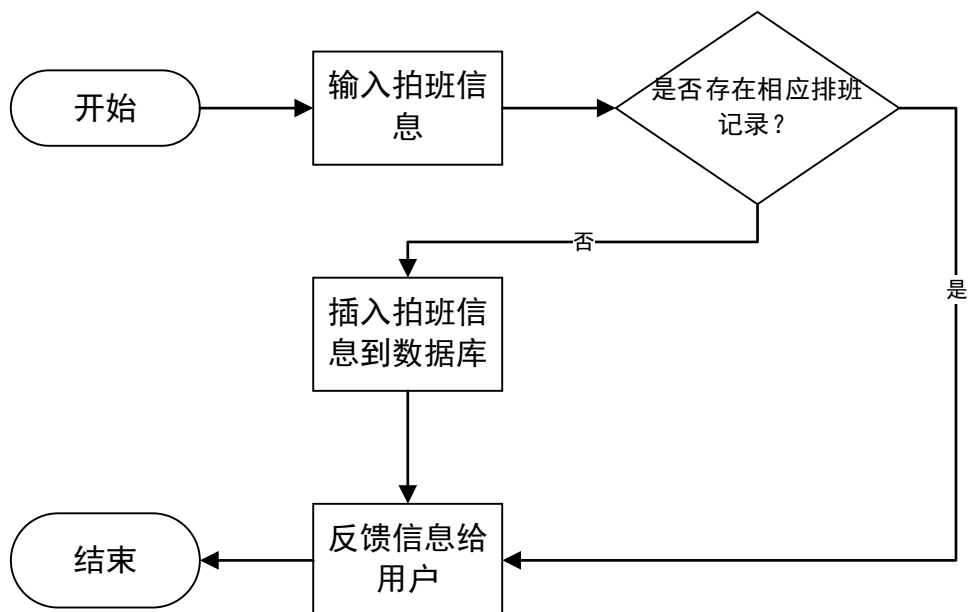 开始
输入拍班信
息
是否存在相应排班
记录？
否
是
插入拍班信
息到数据库
反馈信息给
用户
结束